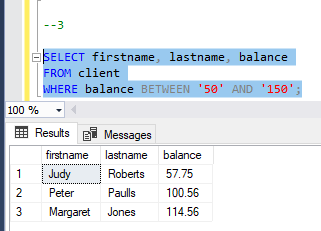 --3
SELECT firstname, lastname, balance
FROM client
WHERE balance BETWEEN '50' AND '150';
100 %
Results Messages
firstname lastname balance
1 Judy Roberts 57.75
2 Peter Paulls 100.56
3 Margaret Jones 114.56